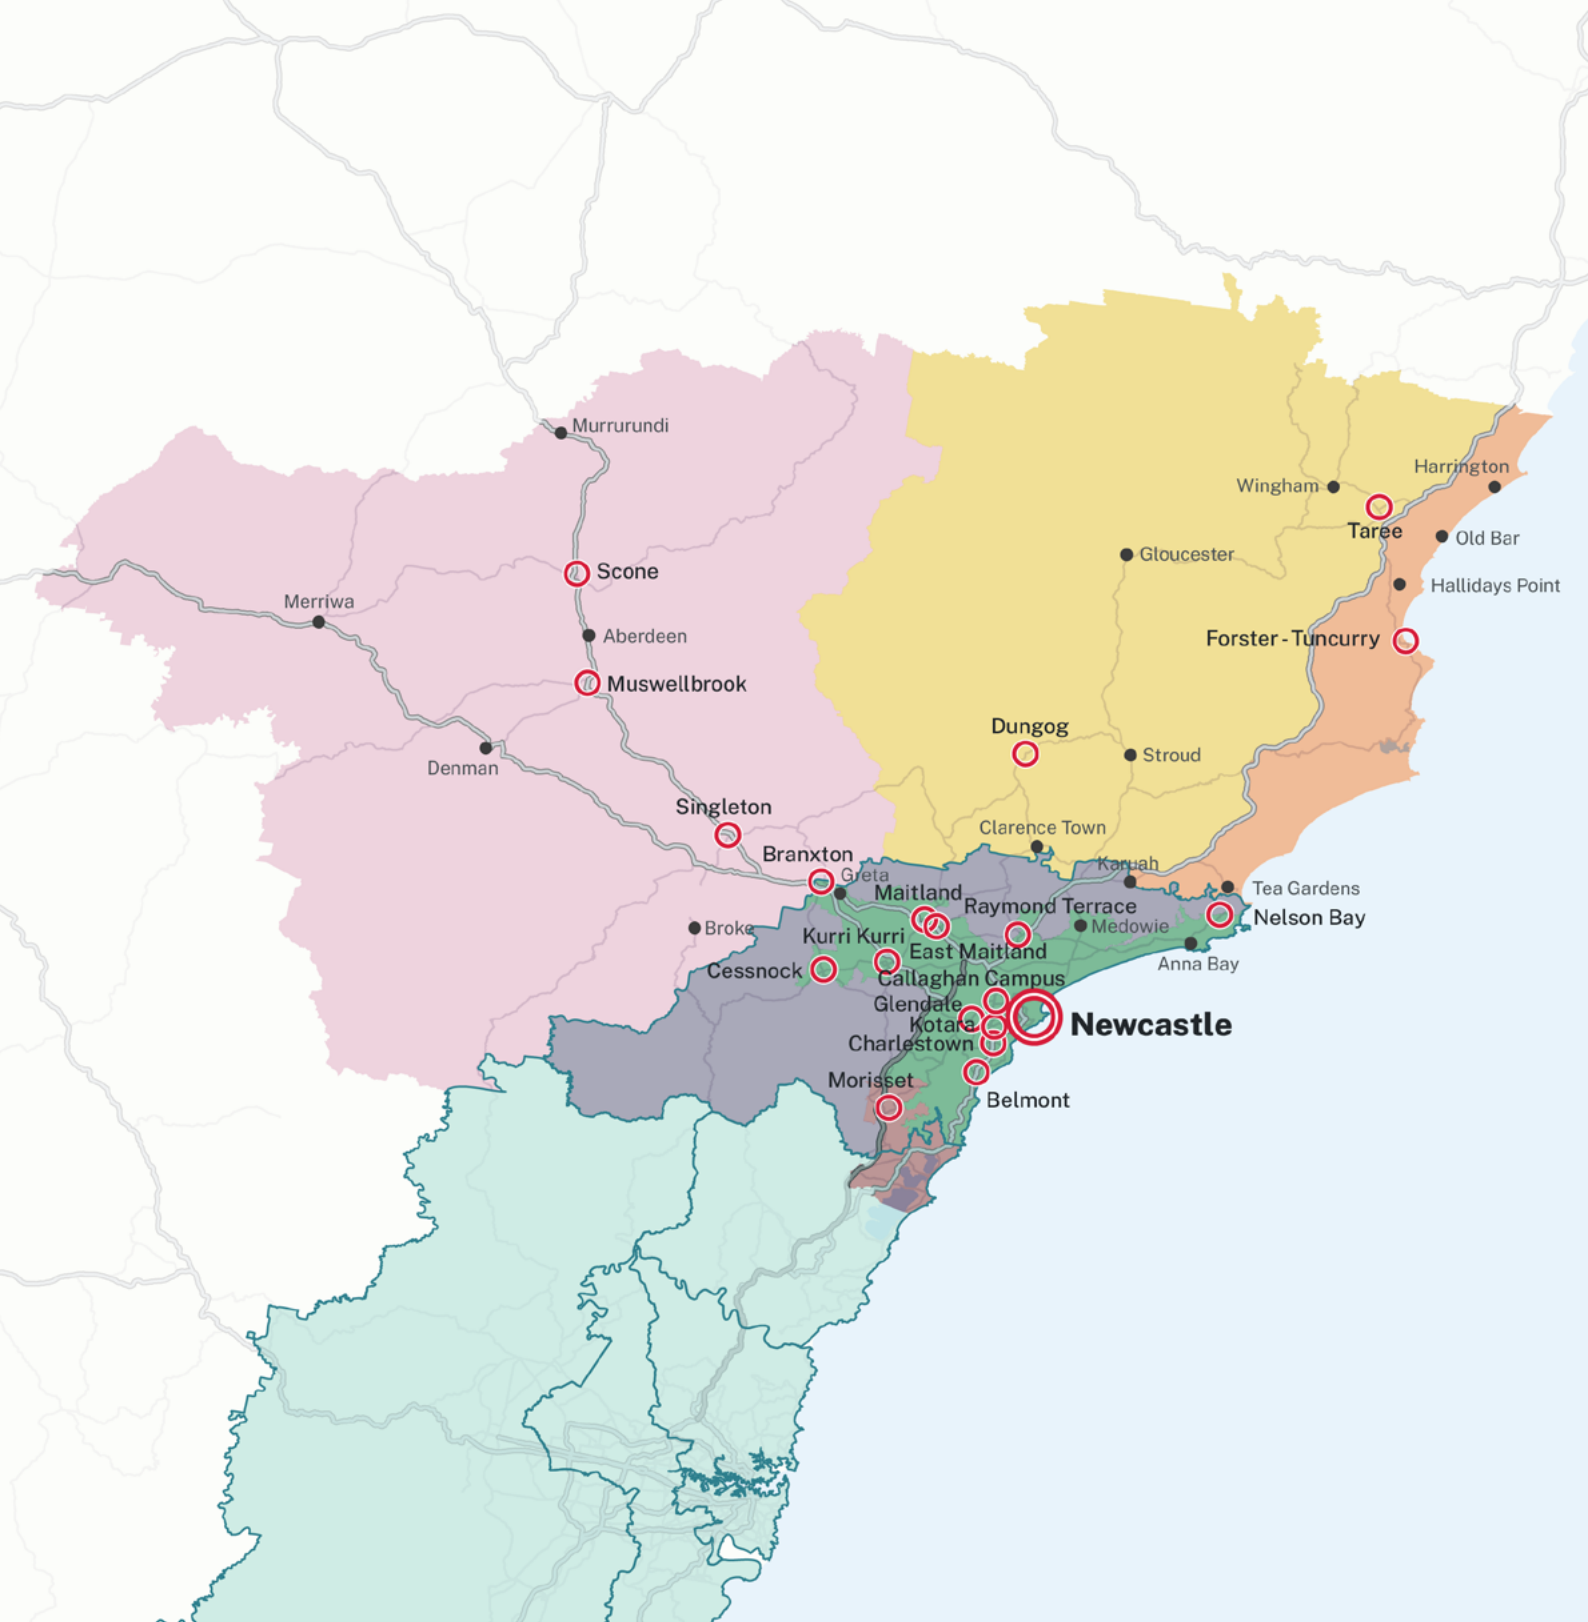 Murrurundi
Harrington
Wingham
Taree
Old Bar
Gloucester
Scone
Hallidays Point
Merriwa
Aberdeen
Forster - Tuncurry
Muswellbrook
Dungog
Stroud
Denman
Singleton
Clarence Town
Branxton
Karuah
Greta
Tea Gardens
Maitland
Raymond Terrace
Nelson Bay
Broke
Medowie
Kurri Kurri
East Maitland
Anna Bay
Cessnock
Callaghan Campus
Glendale
Newcastle
Kotara
Charlestown
Morisset
Belmont